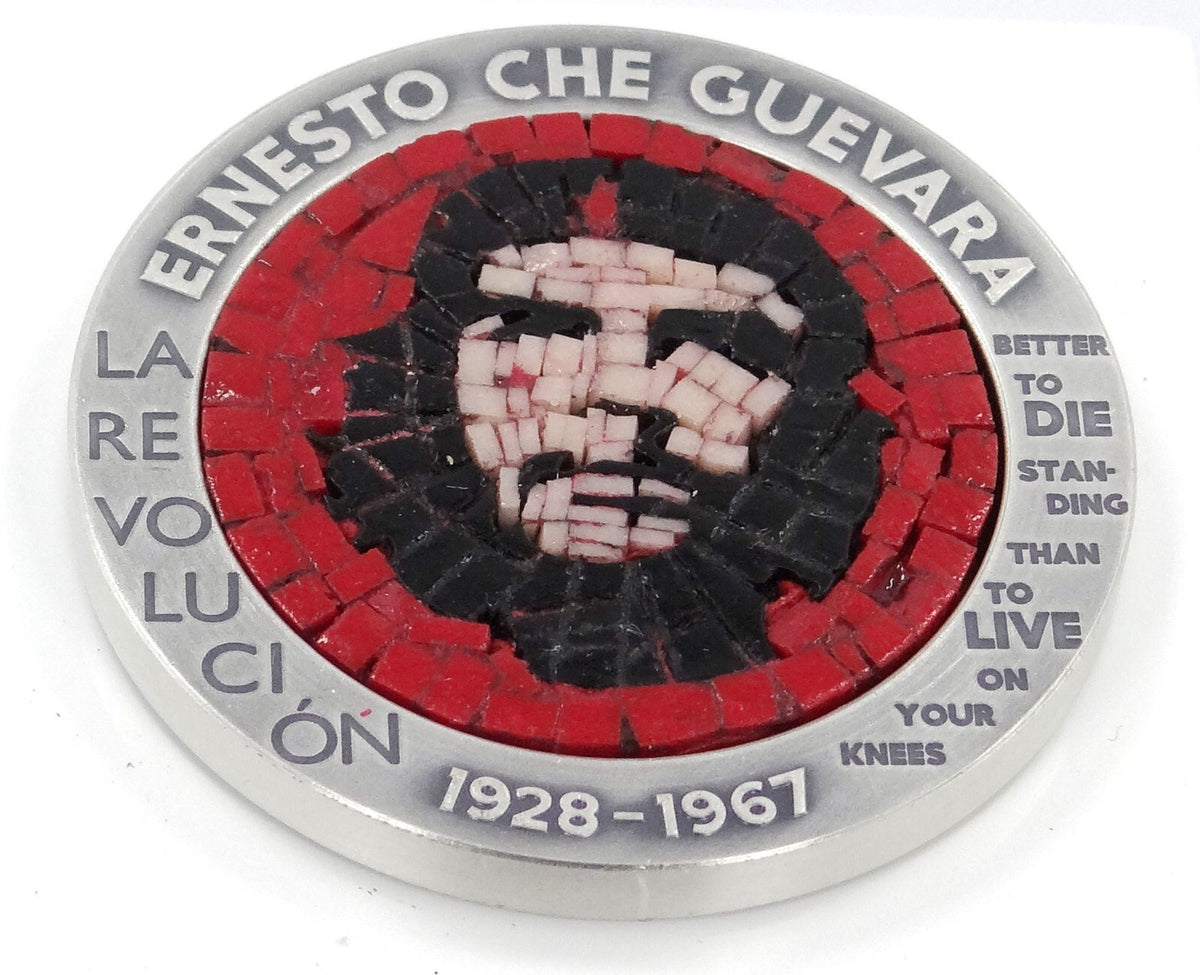 ERNESTO CHE GUEVARA
LA
RE
VO
LU
CI
ÓN
BETTER
TO
DIE
STAN-
DING
THAN
TO
LIVE
ON
YOUR
KNEES
1928-1967